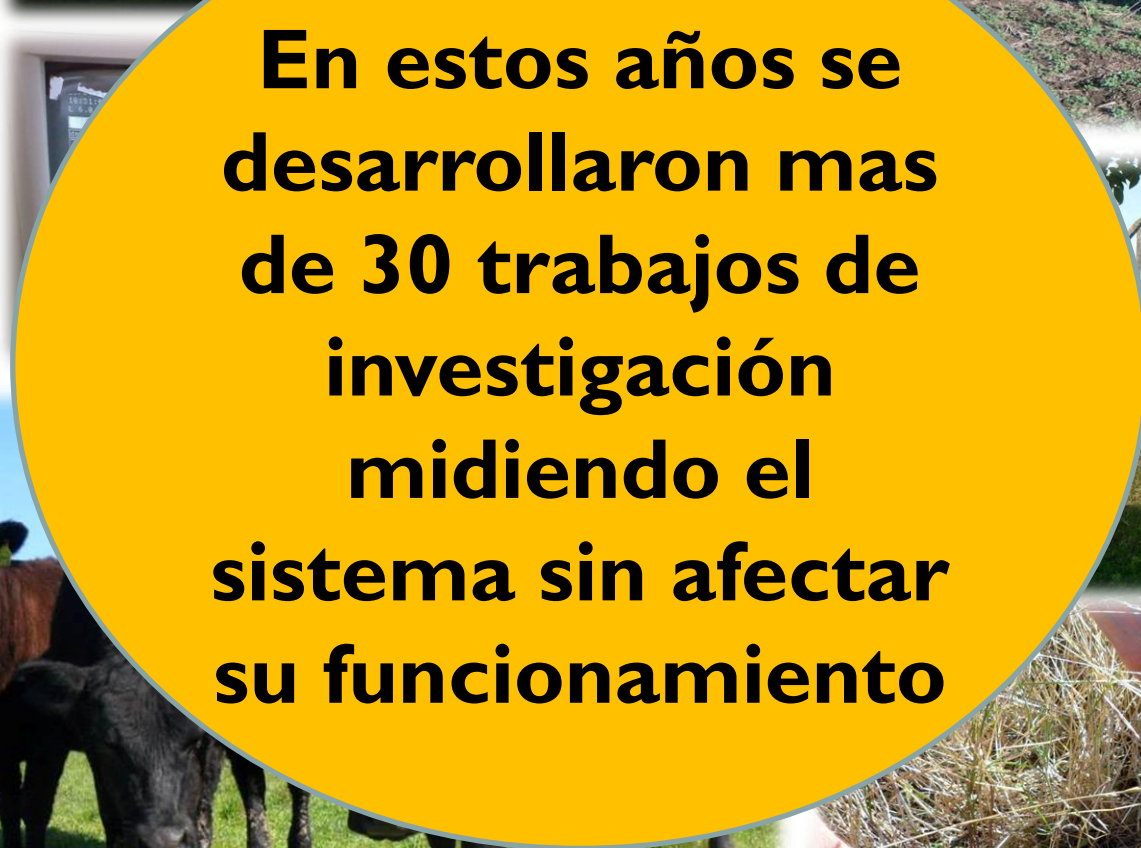 En estos años se
desarrollaron mas
de 30 trabajos de
investigación
midiendo el
sistema sin afectar
su funcionamiento